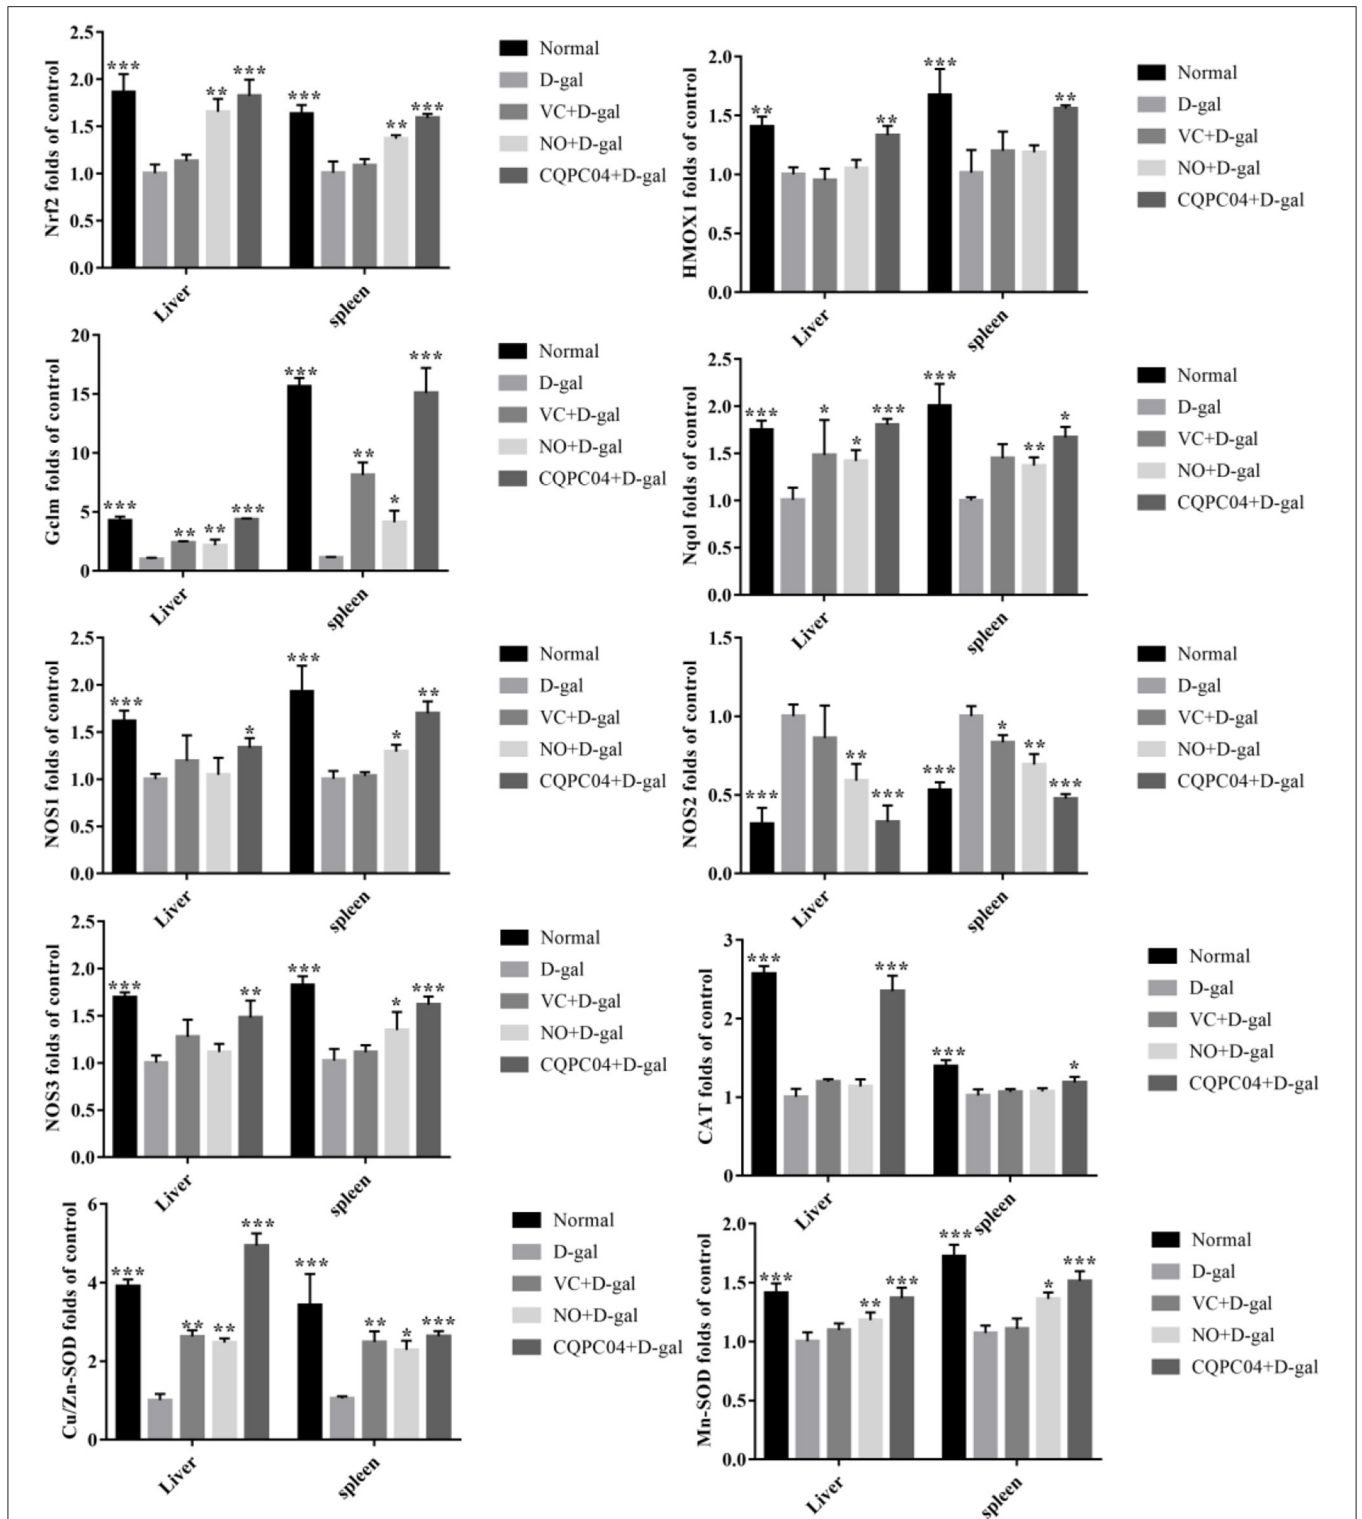 Nrf2 folds of control
2.5
2.0
1.5
1.0
0.5
0.0
*** ** *** *** ** ***
Liver spleen
Normal
D-gal
VC+D-gal
NO+D-gal
CQPC04+D-gal
HMOX1 folds of control
2.0
1.5
1.0
0.5
0.0
** ** *** **
Liver spleen
Normal
D-gal
VC+D-gal
NO+D-gal
CQPC04+D-gal
Gclm folds of control
20
15
10
5
0
*** ** ** *** *** ** * ***
Liver spleen
Normal
D-gal
VC+D-gal
NO+D-gal
CQPC04+D-gal
Nqol folds of control
2.5
2.0
1.5
1.0
0.5
0.0
*** * * *** *** ** *
Liver spleen
Normal
D-gal
VC+D-gal
NO+D-gal
CQPC04+D-gal
NOS1 folds of control
2.5
2.0
1.5
1.0
0.5
0.0
*** * *** * **
Liver spleen
Normal
D-gal
VC+D-gal
NO+D-gal
CQPC04+D-gal
NOS2 folds of control
1.5
1.0
0.5
0.0
*** ** *** *** * ** ***
Liver spleen
Normal
D-gal
VC+D-gal
NO+D-gal
CQPC04+D-gal
NOS3 folds of control
2.5
2.0
1.5
1.0
0.5
0.0
*** ** *** * ***
Liver spleen
Normal
D-gal
VC+D-gal
NO+D-gal
CQPC04+D-gal
CAT folds of control
3
2
1
0
*** *** *** *
Liver spleen
Normal
D-gal
VC+D-gal
NO+D-gal
CQPC04+D-gal
Cu/Zn-SOD folds of control
6
4
2
0
*** ** ** *** *** ** * ***
Liver spleen
Normal
D-gal
VC+D-gal
NO+D-gal
CQPC04+D-gal
Mn-SOD folds of control
2.0
1.5
1.0
0.5
0.0
*** ** *** *** * ***
Liver spleen
Normal
D-gal
VC+D-gal
NO+D-gal
CQPC04+D-gal